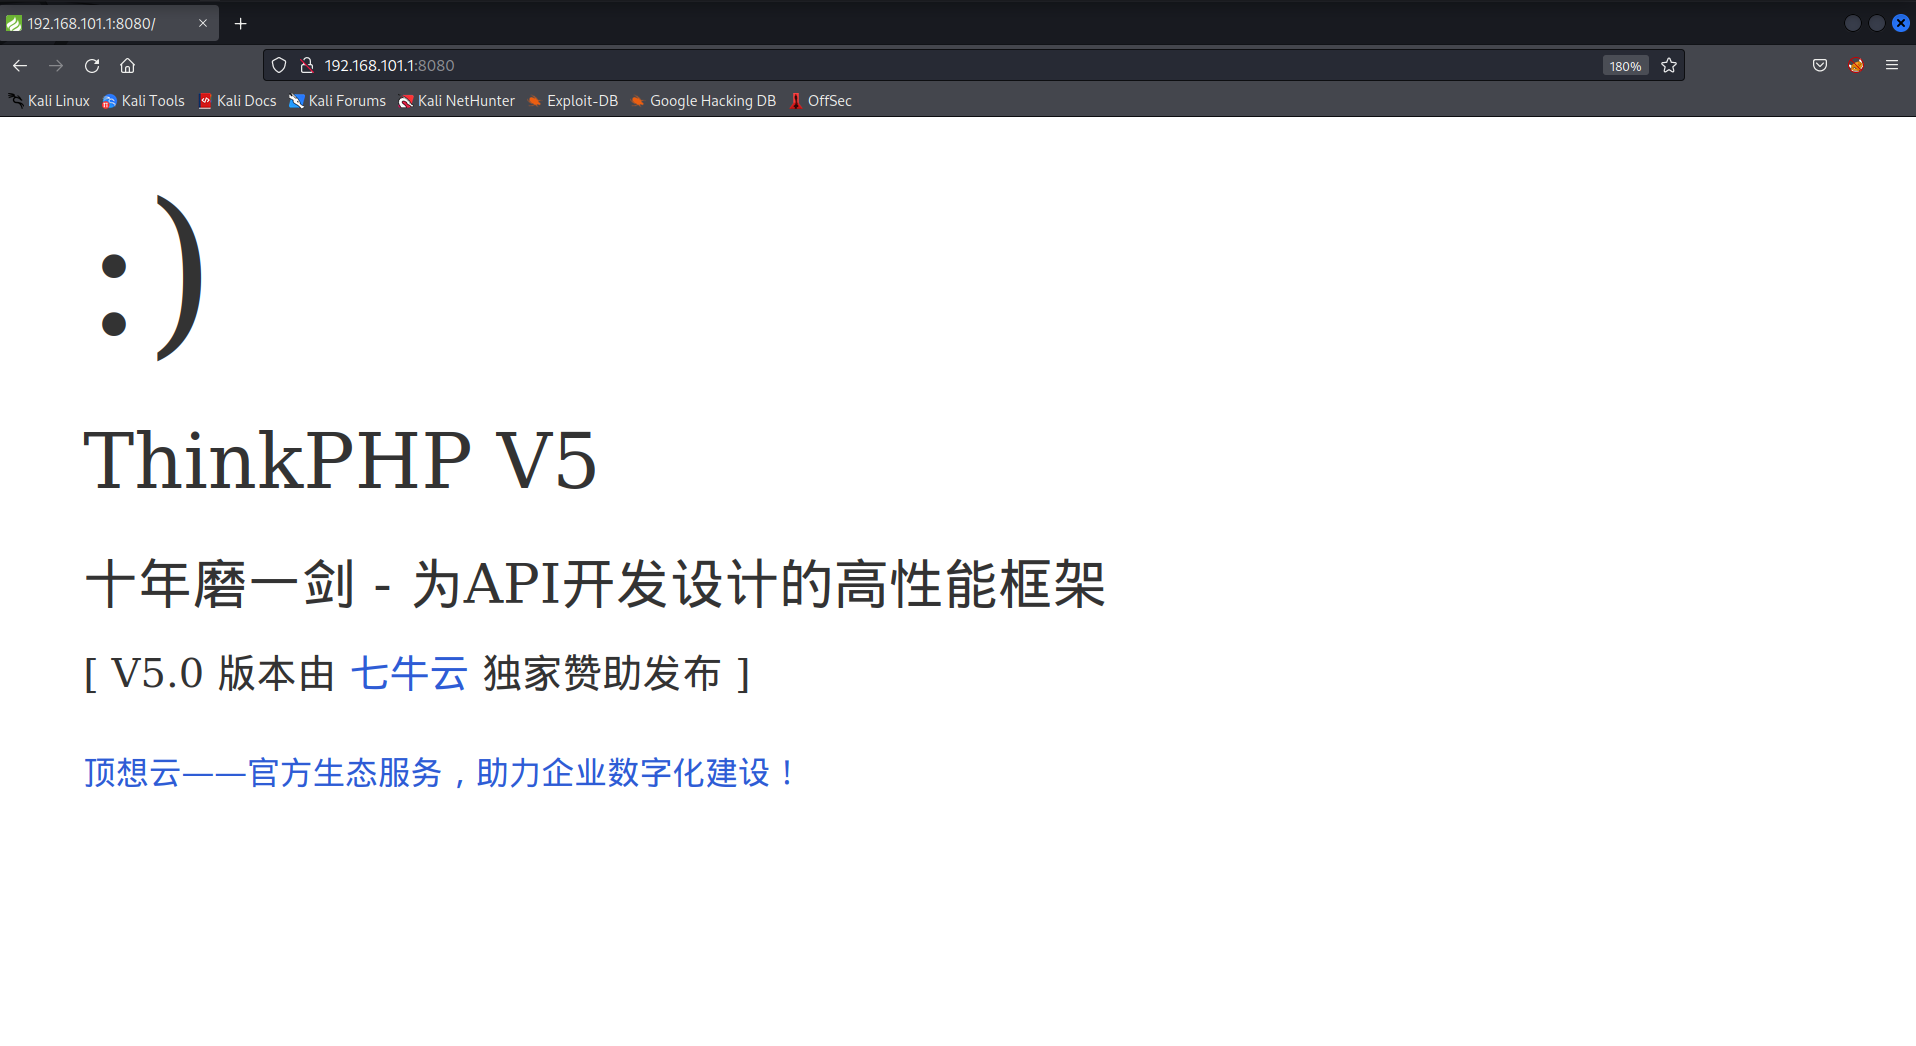 192.168.101.1:8080/
192.168.101.1:8080 180%
Kali Linux Kali Tools Kali Docs Kali Forums Kali NetHunter Exploit-DB Google Hacking DB OffSec
:)
ThinkPHP V5
十年磨一剑 - 为API开发设计的高性能框架
[ V5.0 版本由 七牛云 独家赞助发布 ]
顶想云——官方生态服务，助力企业数字化建设！